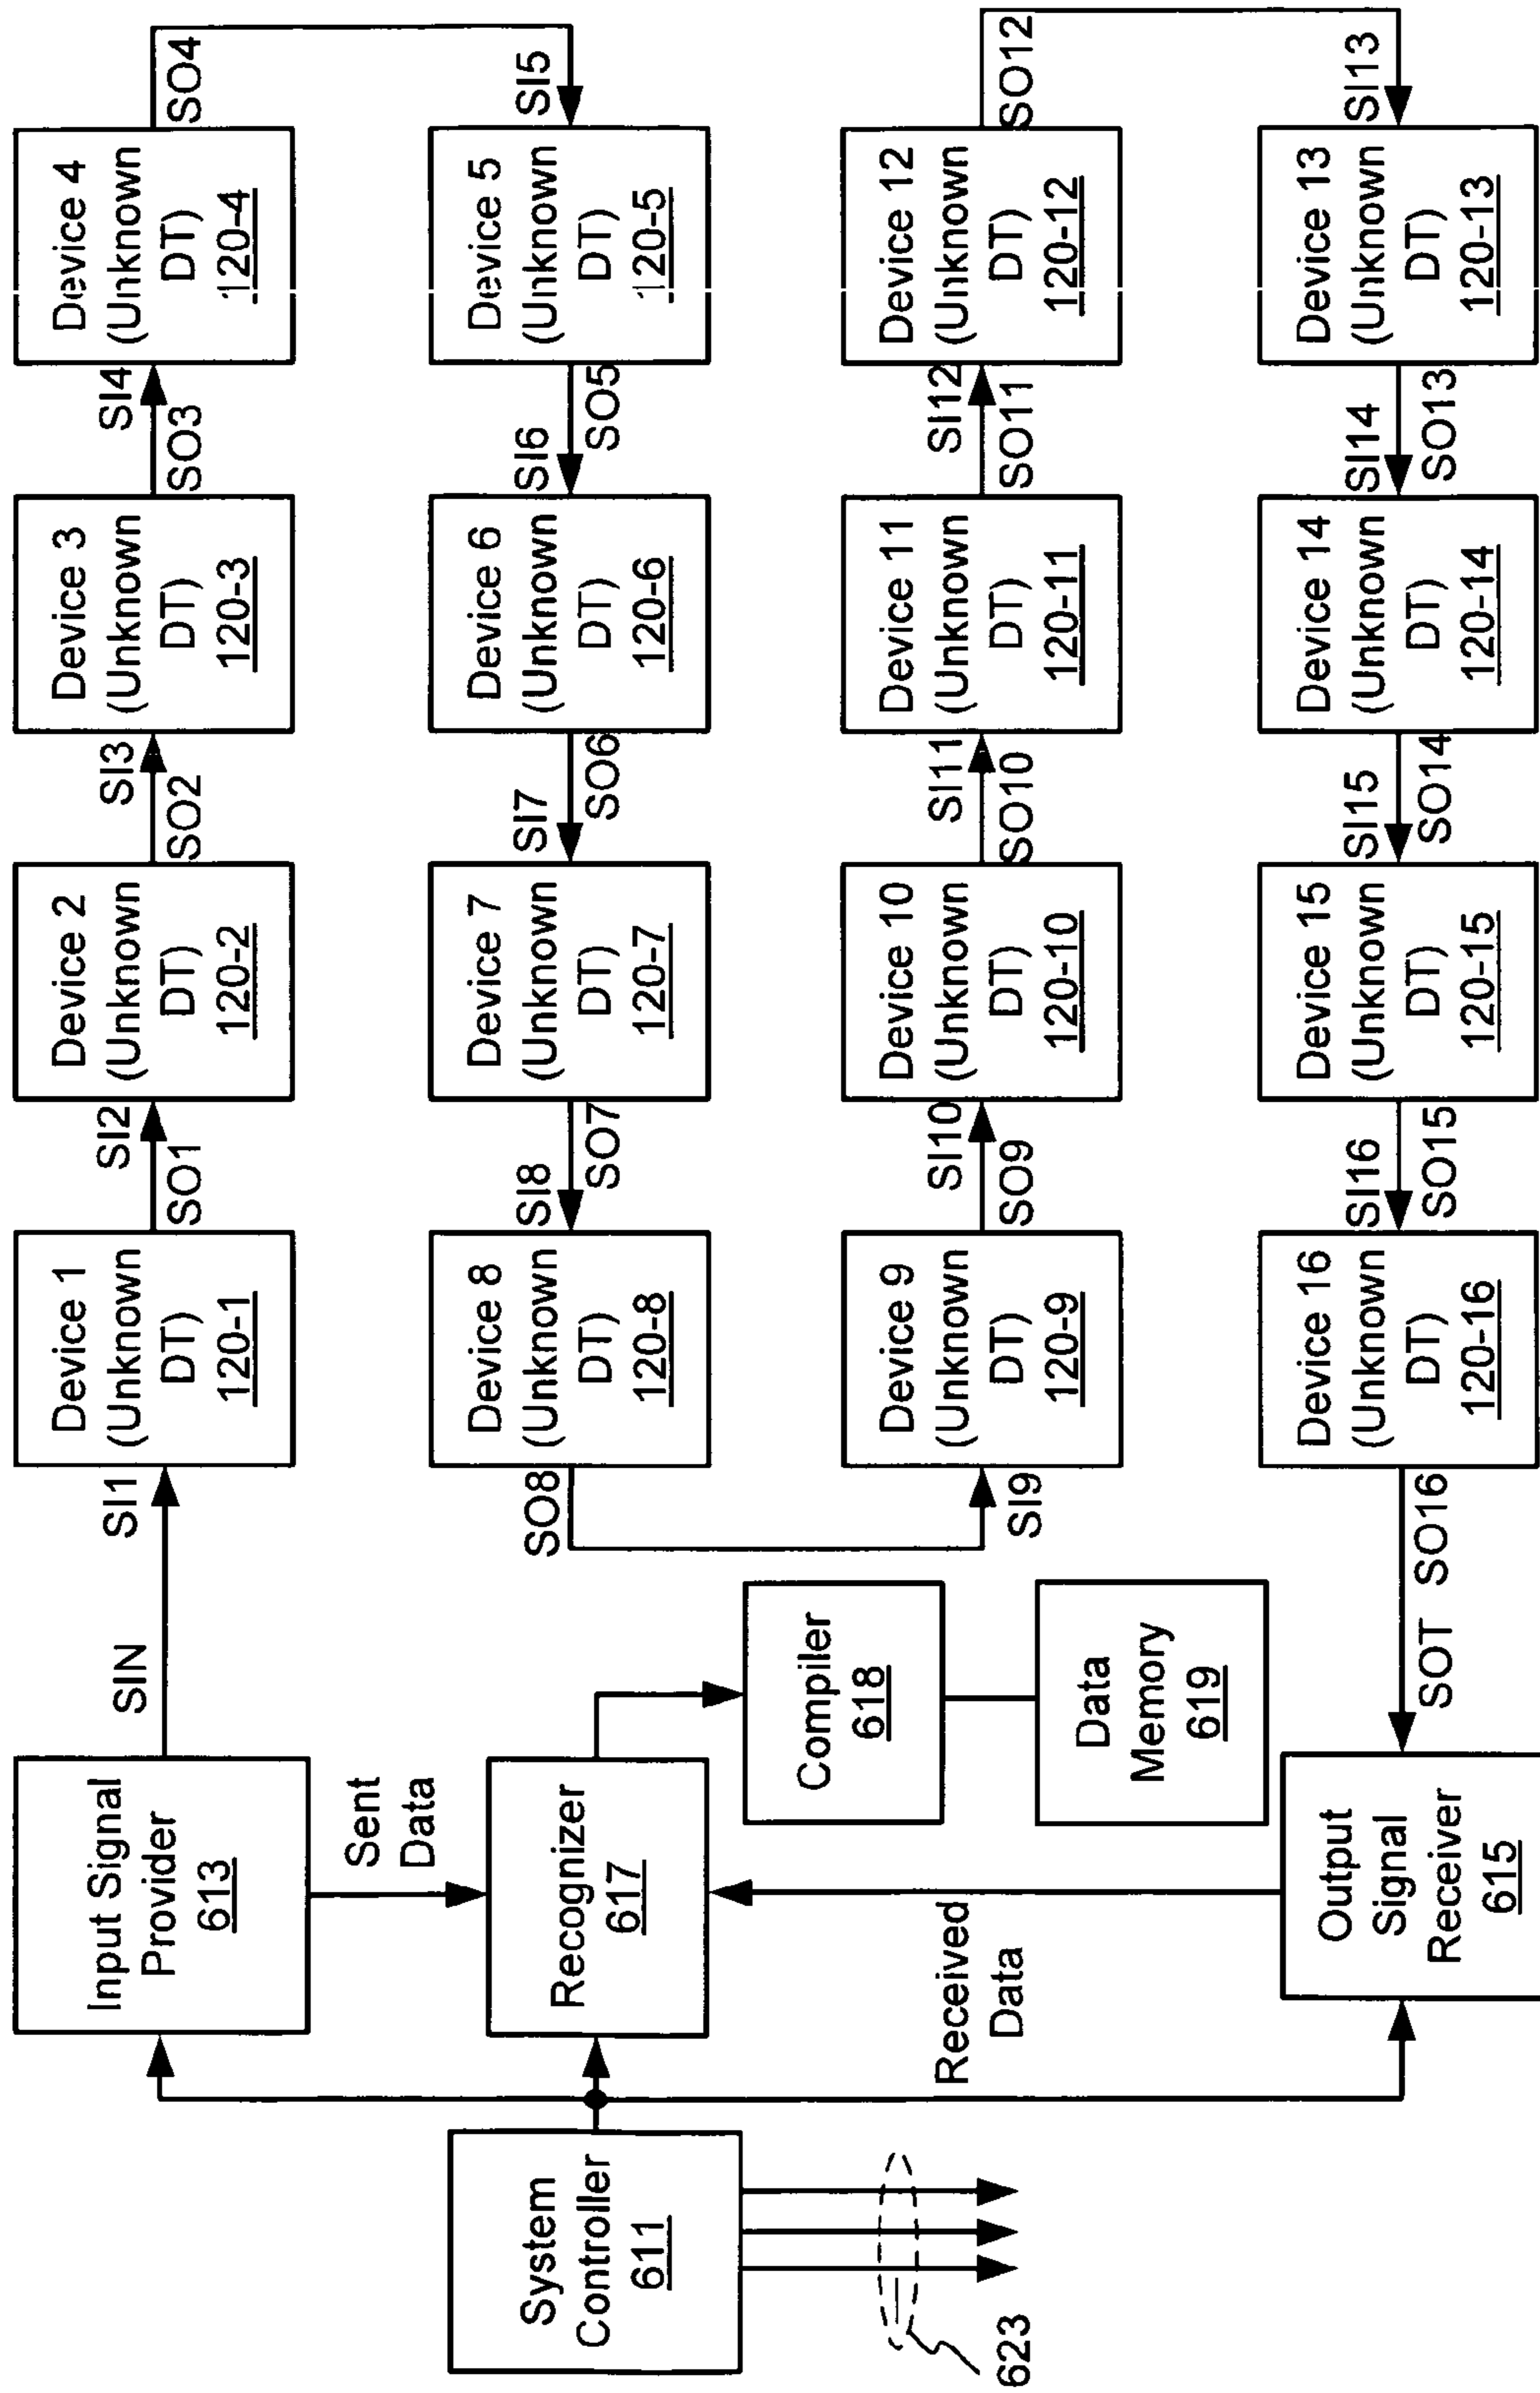 System
Controller
611
623
Input Signal
Provider
613
Sent
Data
Recognizer
617
Received
Data
Compiler
618
Data
Memory
619
Output
Signal
Receiver
615
SIN
SI1
Device 1
(Unknown
DT)
120-1
SO1
SI2
Device 2
(Unknown
DT)
120-2
SO2
SI3
Device 3
(Unknown
DT)
120-3
SO3
SI4
Device 4
(Unknown
DT)
120-4
SO4
SI5
Device 5
(Unknown
DT)
120-5
SO5
SI6
Device 6
(Unknown
DT)
120-6
SO6
SI7
Device 7
(Unknown
DT)
120-7
SO7
SI8
Device 8
(Unknown
DT)
120-8
SO8
SI9
Device 9
(Unknown
DT)
120-9
SO9
SI10
Device 10
(Unknown
DT)
120-10
SO10
SI11
Device 11
(Unknown
DT)
120-11
SO11
SI12
Device 12
(Unknown
DT)
120-12
SO12
SI13
Device 13
(Unknown
DT)
120-13
SO13
SI14
Device 14
(Unknown
DT)
120-14
SO14
SI15
Device 15
(Unknown
DT)
120-15
SO15
SI16
Device 16
(Unknown
DT)
120-16
SO16
SOT